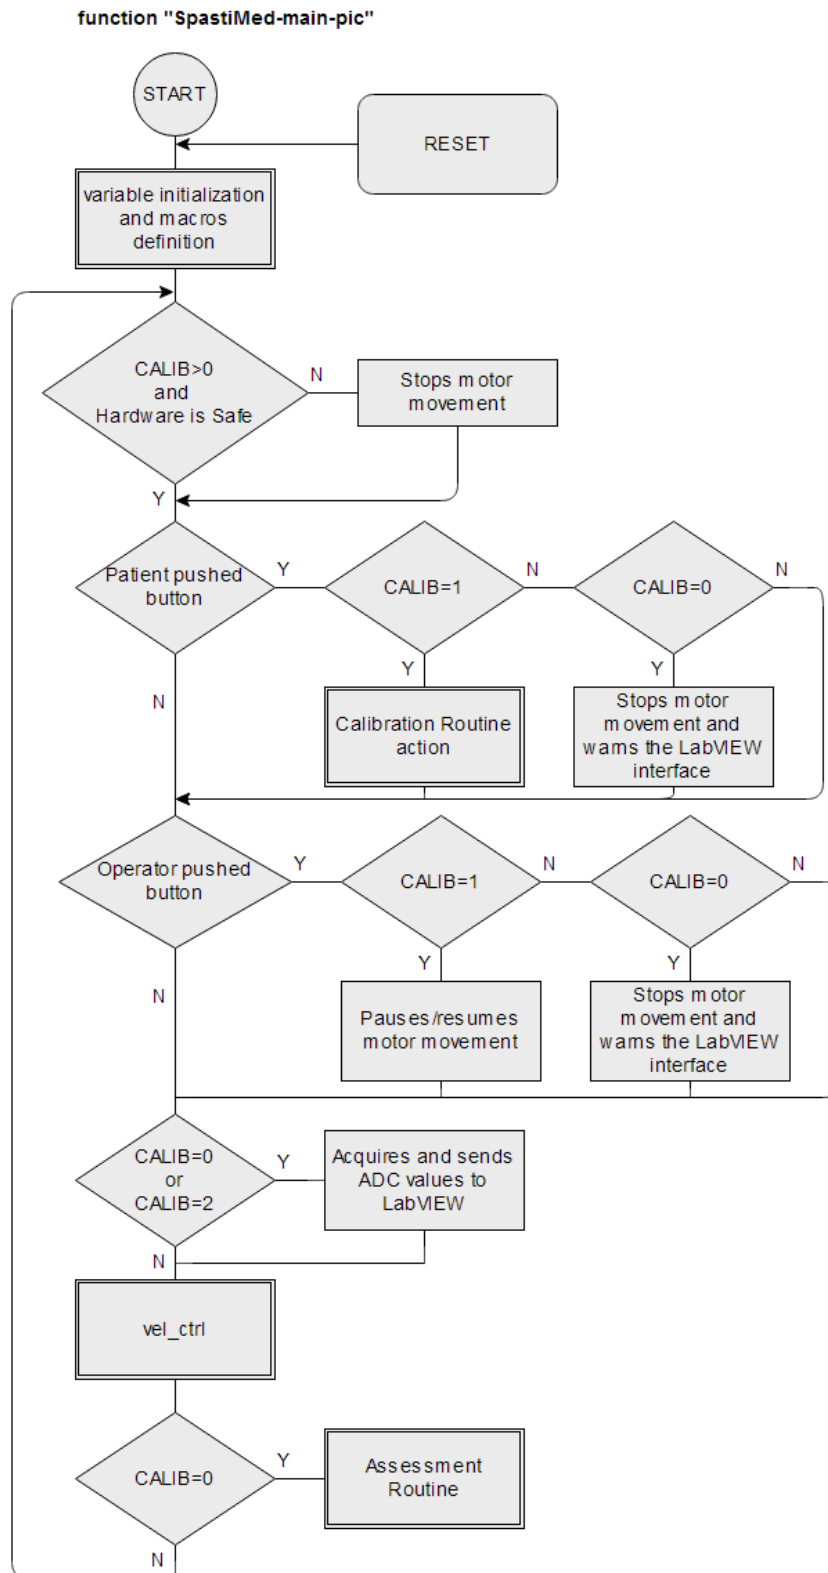 function "SpastiMed-main-pic"
START
RESET
variable initialization
and macros
definition
CALIB>0
and
Hardware is Safe
N
Stops motor
movement
Y
Patient pushed
button
Y
CALIB=1
N
CALIB=0
N
N
Y
Y
Calibration Routine
action
Stops motor
movement and
warns the LabVIEW
interface
Operator pushed
button
Y
CALIB=1
N
CALIB=0
N
N
Y
Y
Pauses/resumes
motor movement
Stops motor
movement and
warns the LabVIEW
interface
CALIB=0
or
CALIB=2
Y
Acquires and sends
ADC values to
LabVIEW
N
vel_ctrl
CALIB=0
Y
Assessment
Routine
N